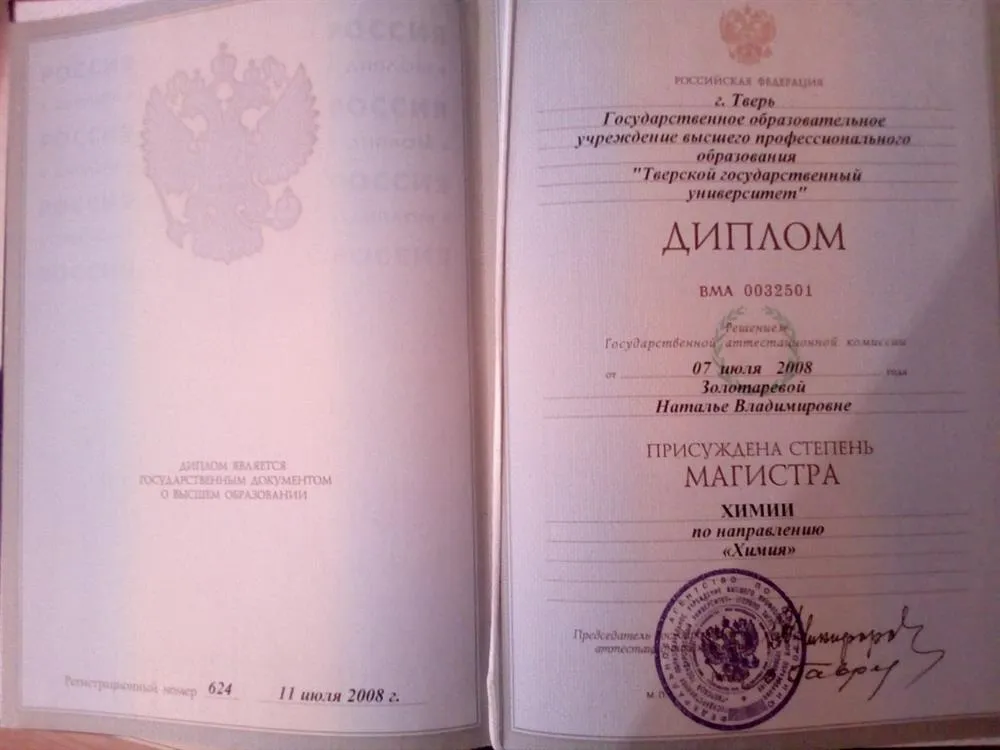 ДИПЛОМ ЯВЛЯЕТСЯ
ГОСУДАРСТВЕННЫМ ДОКУМЕНТОМ
О ВЫСШЕМ ОБРАЗОВАНИИ
Регистрационный номер 624 11 июля 2008 г.
РОССИЙСКАЯ ФЕДЕРАЦИЯ
г. Тверь
Государственное образовательное
учреждение высшего профессионального
образования
"Тверской государственный
университет"
ДИПЛОМ
ВМА 0032501
Решением
Государственной аттестационной комиссии
от 07 июля 2008 года
Золотаревой
Наталье Владимировне
ПРИСУЖДЕНА СТЕПЕНЬ
МАГИСТРА
ХИМИИ
по направлению
«Химия»
Председатель
М.П.